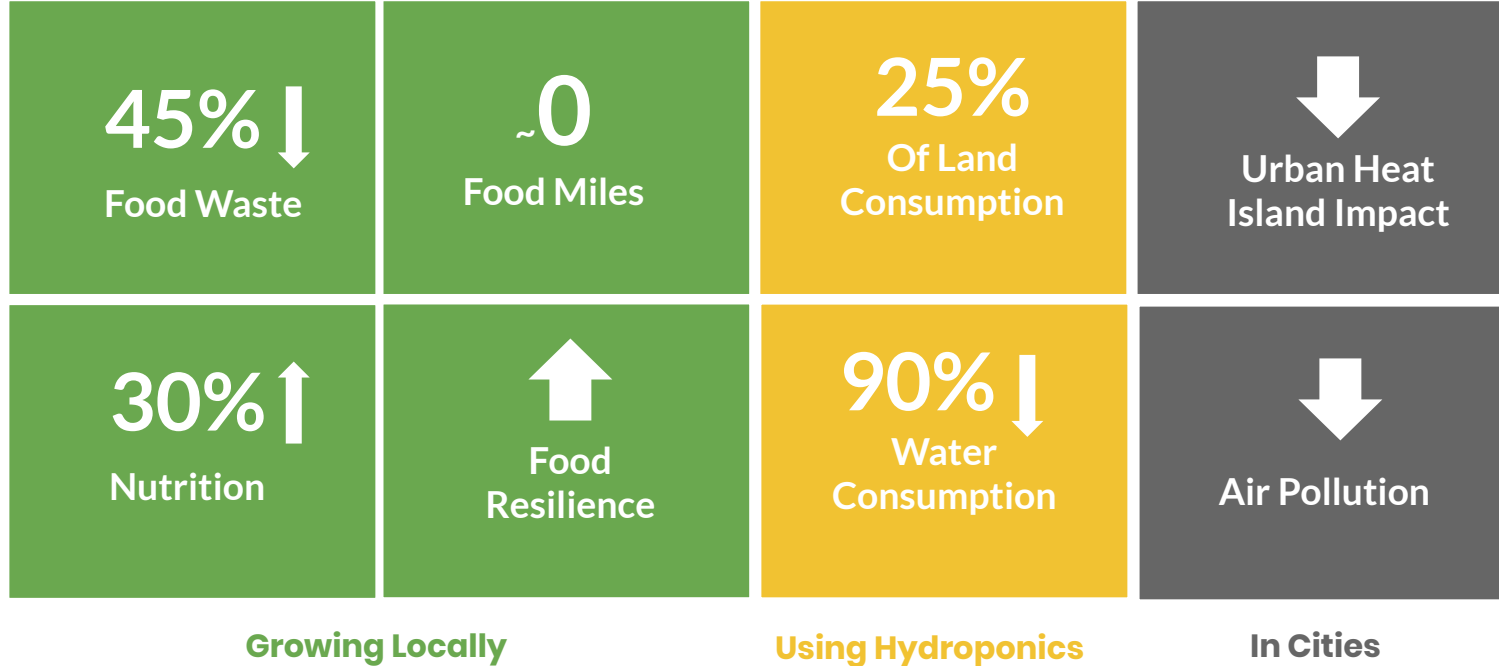 45%
Food Waste
~0
Food Miles
25%
Of Land
Consumption
Urban Heat
Island Impact
30%
Nutrition
Food
Resilience
90%
Water
Consumption
Air Pollution
Growing Locally
Using Hydroponics
In Cities